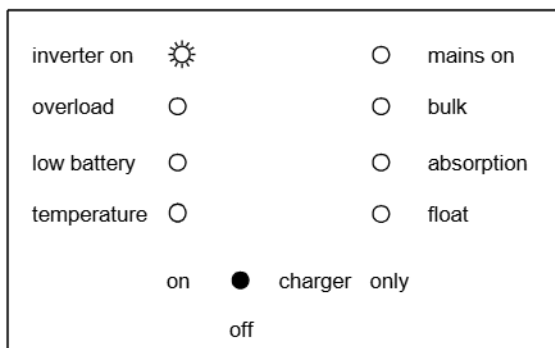 inverter on mains on
overload bulk
low battery absorption
temperature float
on charger only
off